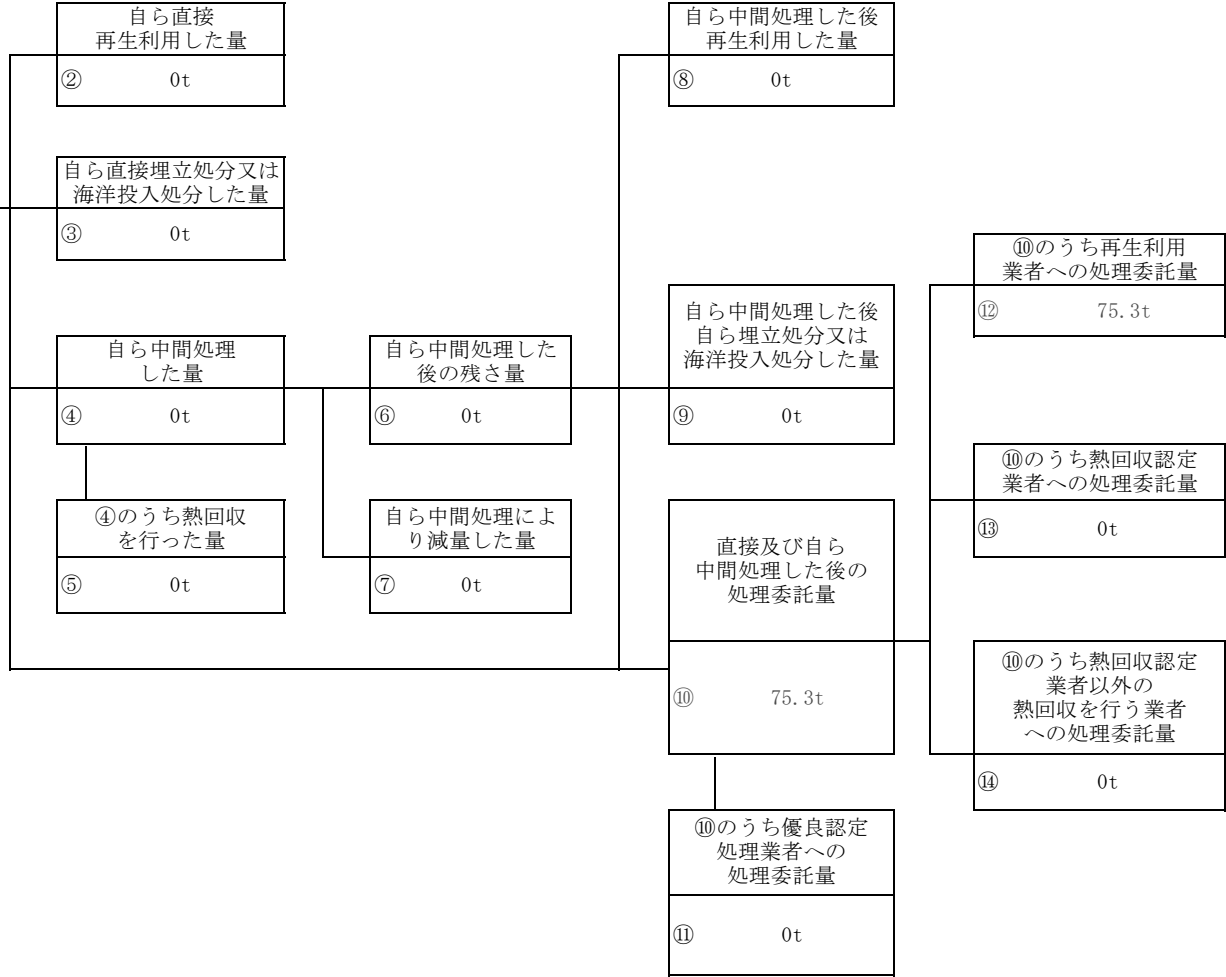 自ら直接
再生利用した量
② 0t
自ら直接埋立処分又は
海洋投入処分した量
③ 0t
自ら中間処理
した量
④ 0t
④のうち熱回収
を行った量
⑤ 0t
自ら中間処理した
後の残さ量
⑥ 0t
自ら中間処理によ
り減量した量
⑦ 0t
自ら中間処理した後
再生利用した量
⑧ 0t
自ら中間処理した後
自ら埋立処分又は
海洋投入処分した量
⑨ 0t
直接及び自ら
中間処理した後の
処理委託量
⑩ 75.3t
⑩のうち優良認定
処理業者への
処理委託量
⑪ 0t
⑩のうち再生利用
業者への処理委託量
⑫ 75.3t
⑩のうち熱回収認定
業者への処理委託量
⑬ 0t
⑩のうち熱回収認定
業者以外の
熱回収を行う業者
への処理委託量
⑭ 0t